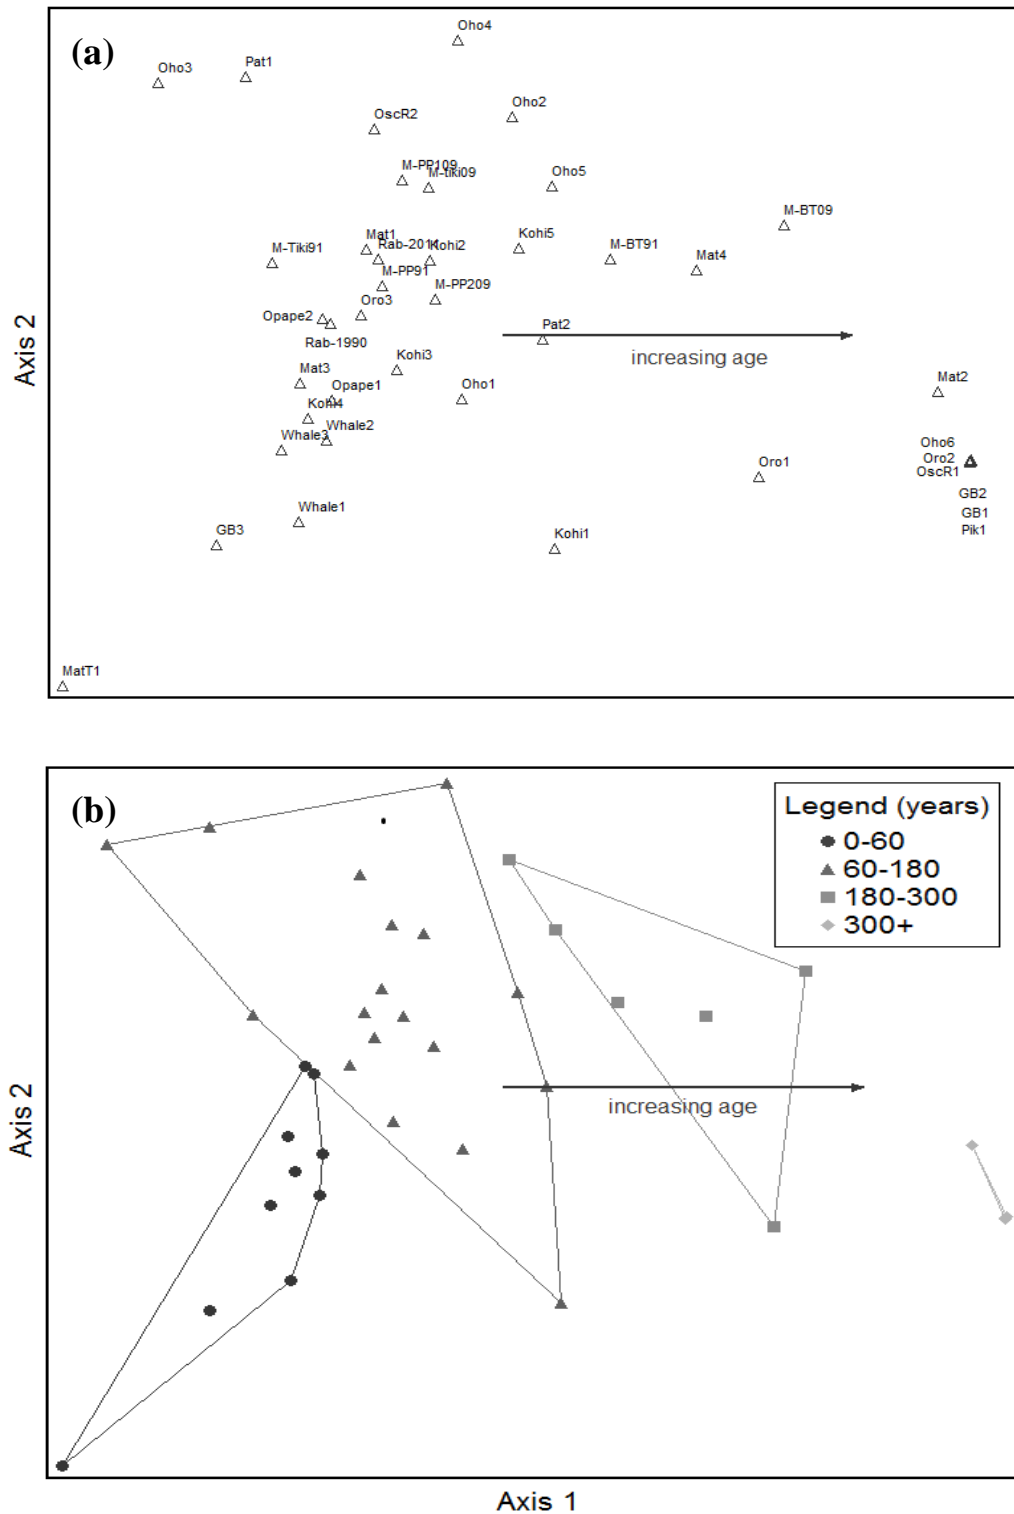 (a)
Oho4
Oho3
Pat1
OscR2
Oho2
M-PP109
M-tiki09
Oho5
M-BT09
Mat1
Rab-2011
Kohi2
Kohi5
M-Tiki91
M-BT91
Mat4
M-PP91
M-PP209
Oro3
Opape2
Rab-1990
Pat2
increasing age
Kohi3
Mat3
Opape1
Oho1
Mat2
Kohi4
Whale2
Whale3
Oho6
Oro2
OscR1
Oro1
GB2
GB1
Pik1
Whale1
GB3
Kohi1
MatT1
Axis 2
(b)
Legend (years)
0-60
60-180
180-300
300+
increasing age
Axis 2
Axis 1